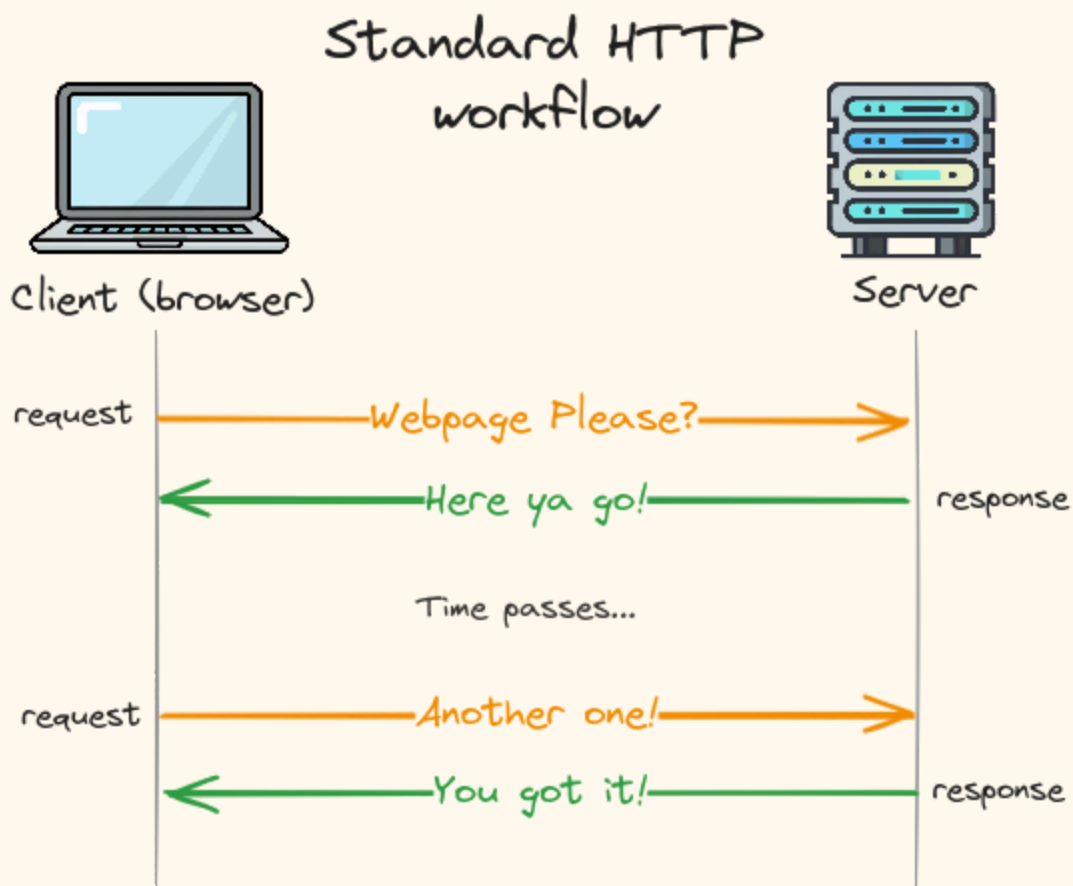 Standard HTTP
workflow
Client (browser)
Server
request
Webpage Please?
Here ya go!
response
Time passes...
request
Another one!
You got it!
response